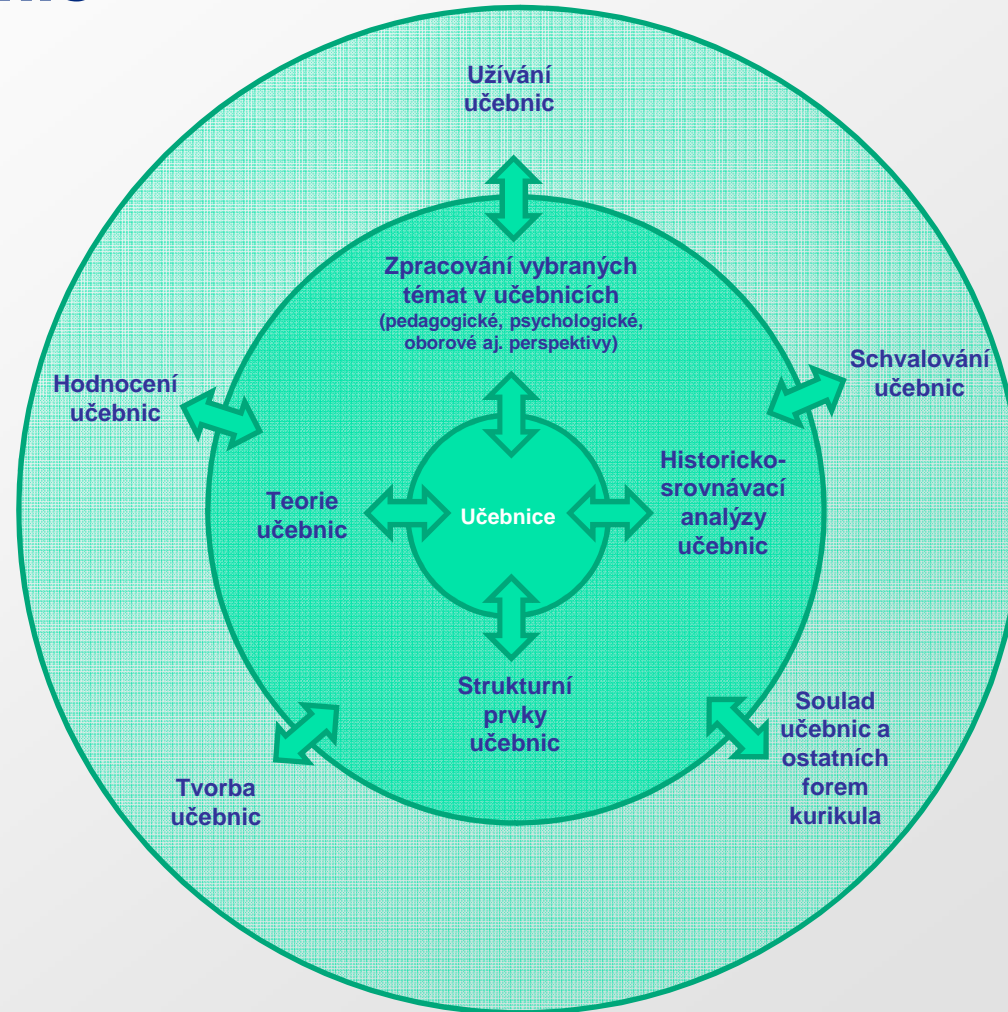 Užívání
učebnic
Zpracování vybraných
témat v učebnicích
(pedagogické, psychologické,
oborové aj. perspektivy)
Hodnocení
učebnic
Schvalování
učebnic
Teorie
učebnic
Učebnice
Historicko-
srovnávací
analýzy
učebnic
Strukturní
prvky
učebnic
Tvorba
učebnic
Soulad
učebnic a
ostatních
forem
kurikula